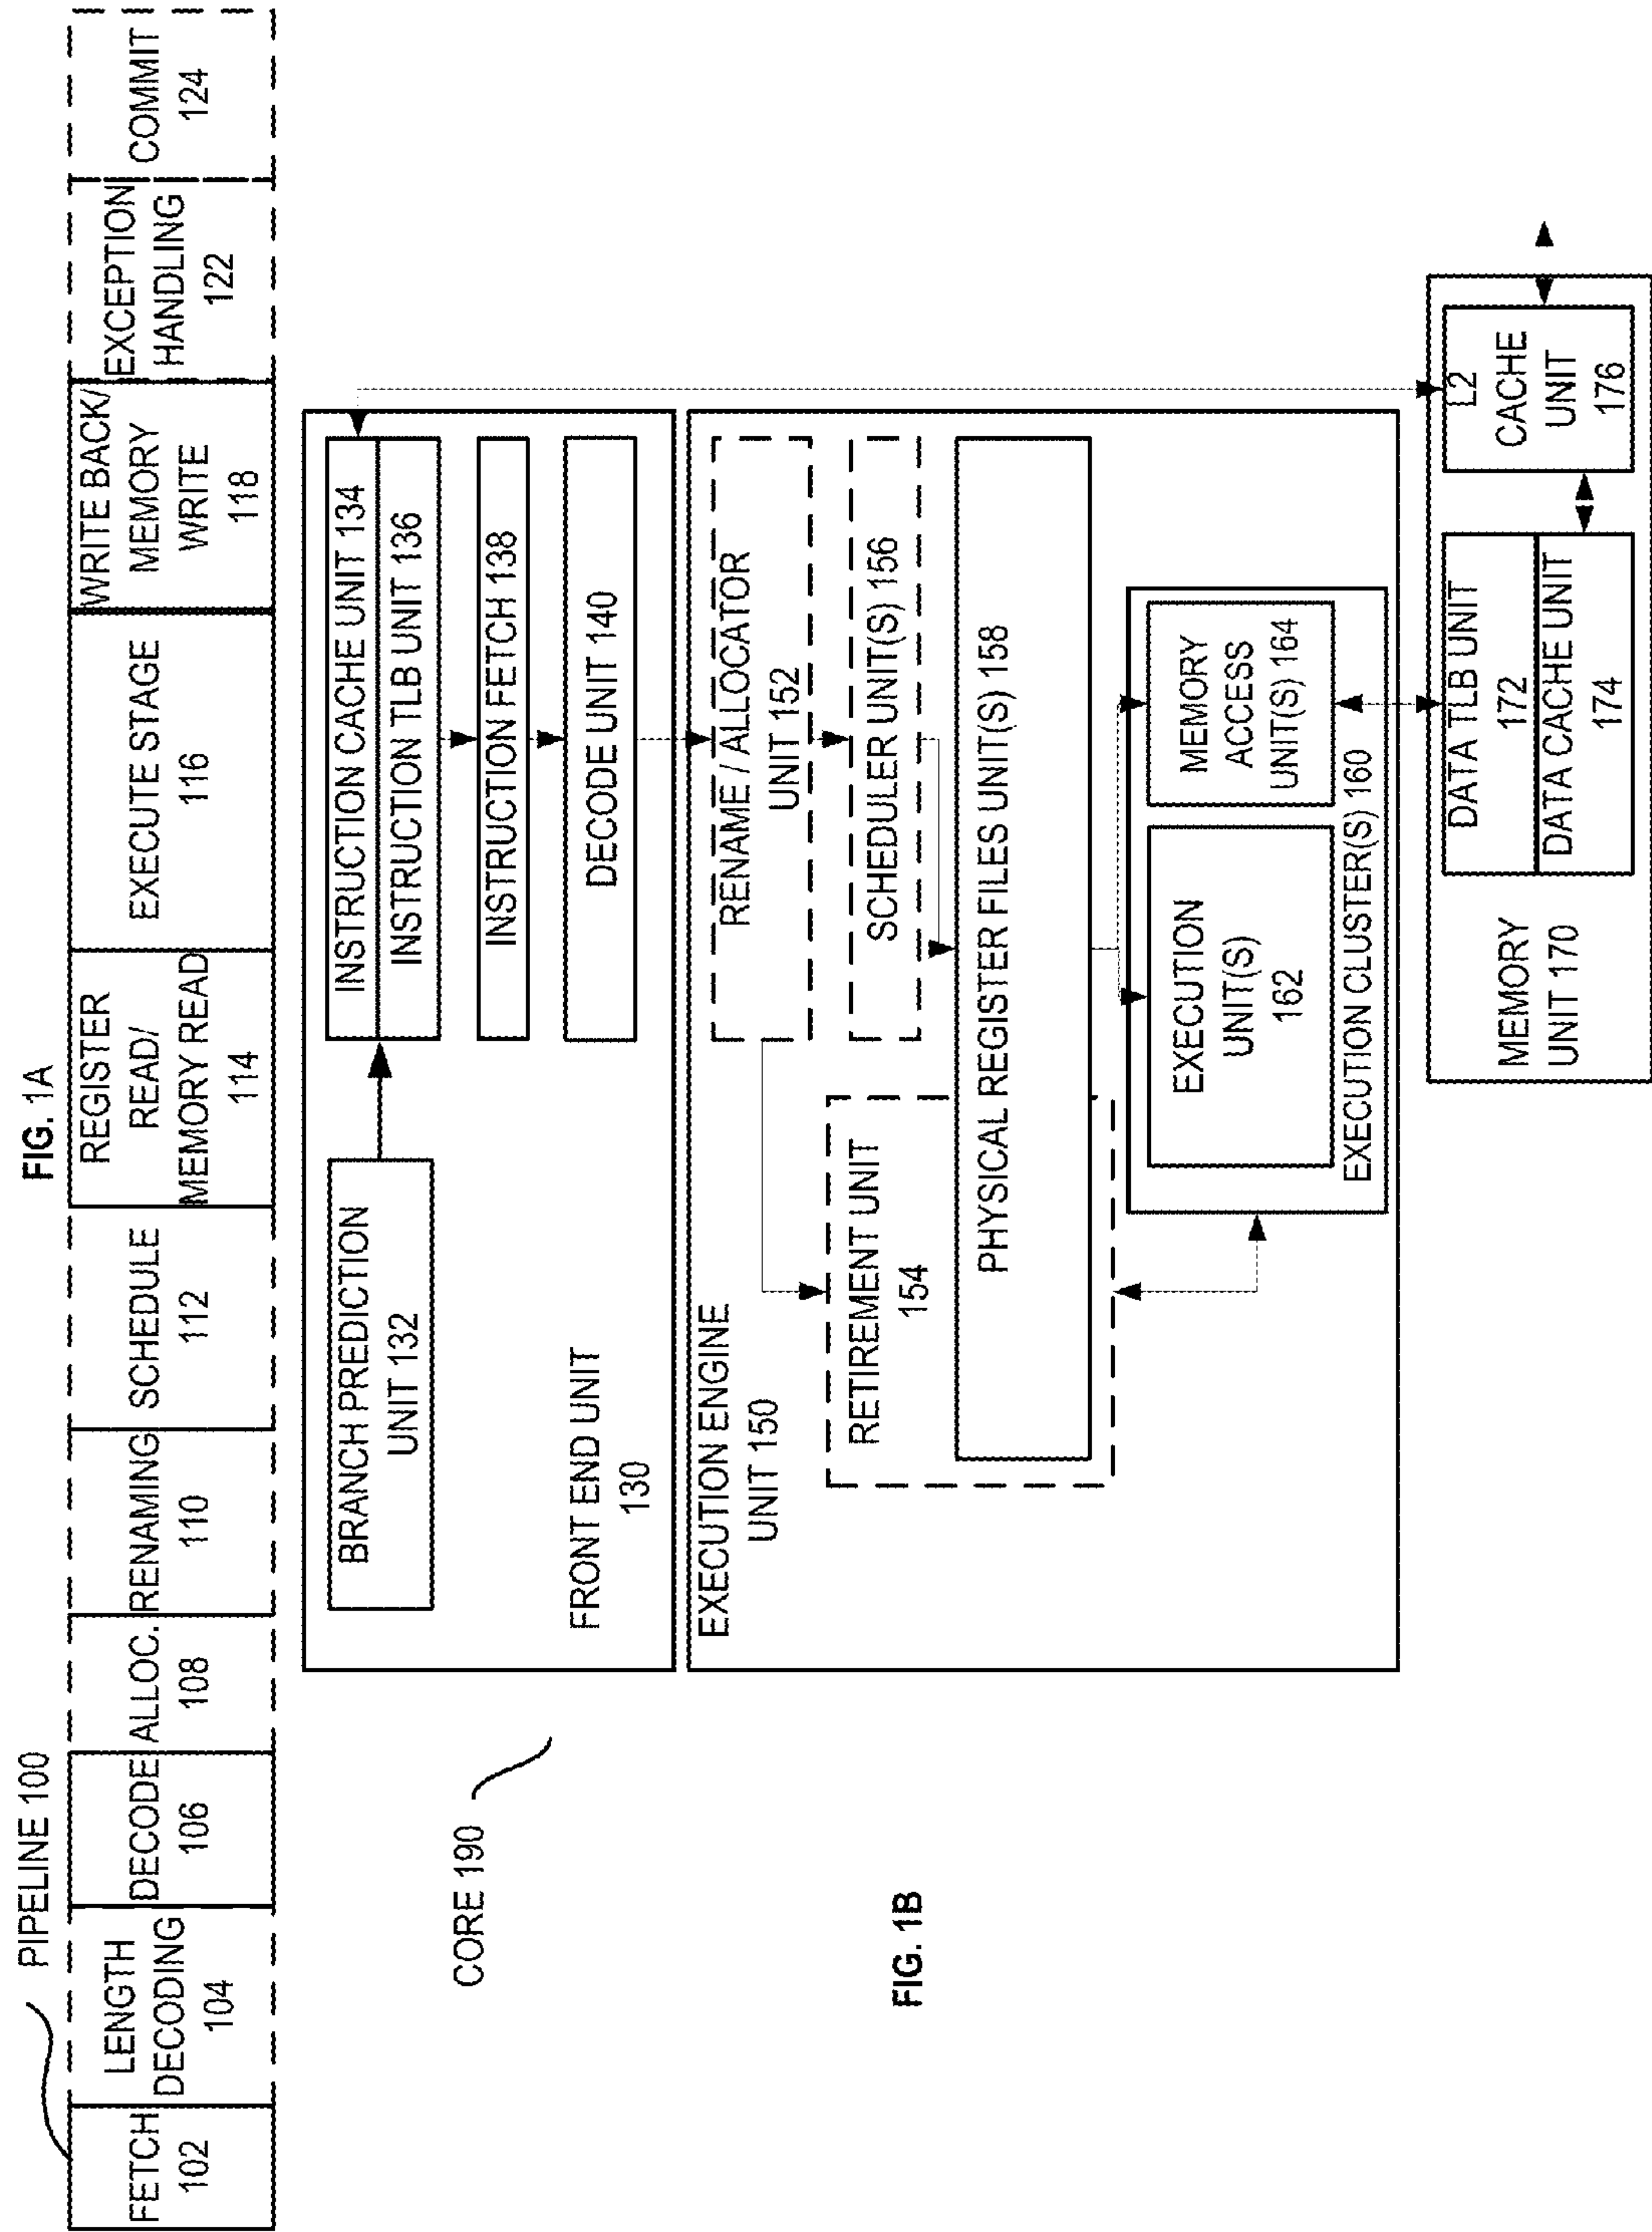 FIG. 1A
PIPELINE 100
FETCH
102
LENGTH
DECODING
104
DECODE
106
ALLOC.
108
RENAMING
110
SCHEDULE
112
REGISTER
READ/
MEMORY READ
114
EXECUTE STAGE
116
WRITE BACK/
MEMORY
WRITE
118
EXCEPTION
HANDLING
122
COMMIT
124
CORE 190
FIG. 1B
FRONT END UNIT
130
BRANCH PREDICTION
UNIT 132
INSTRUCTION CACHE UNIT 134
INSTRUCTION TLB UNIT 136
INSTRUCTION FETCH 138
DECODE UNIT 140
EXECUTION ENGINE
UNIT 150
RENAME / ALLOCATOR
UNIT 152
RETIREMENT UNIT
154
SCHEDULER UNIT(S) 156
PHYSICAL REGISTER FILES UNIT(S) 158
EXECUTION
UNIT(S)
162
MEMORY
ACCESS
UNIT(S) 164
EXECUTION CLUSTER(S) 160
MEMORY
UNIT 170
DATA TLB UNIT
172
DATA CACHE UNIT
174
L2
CACHE
UNIT
176